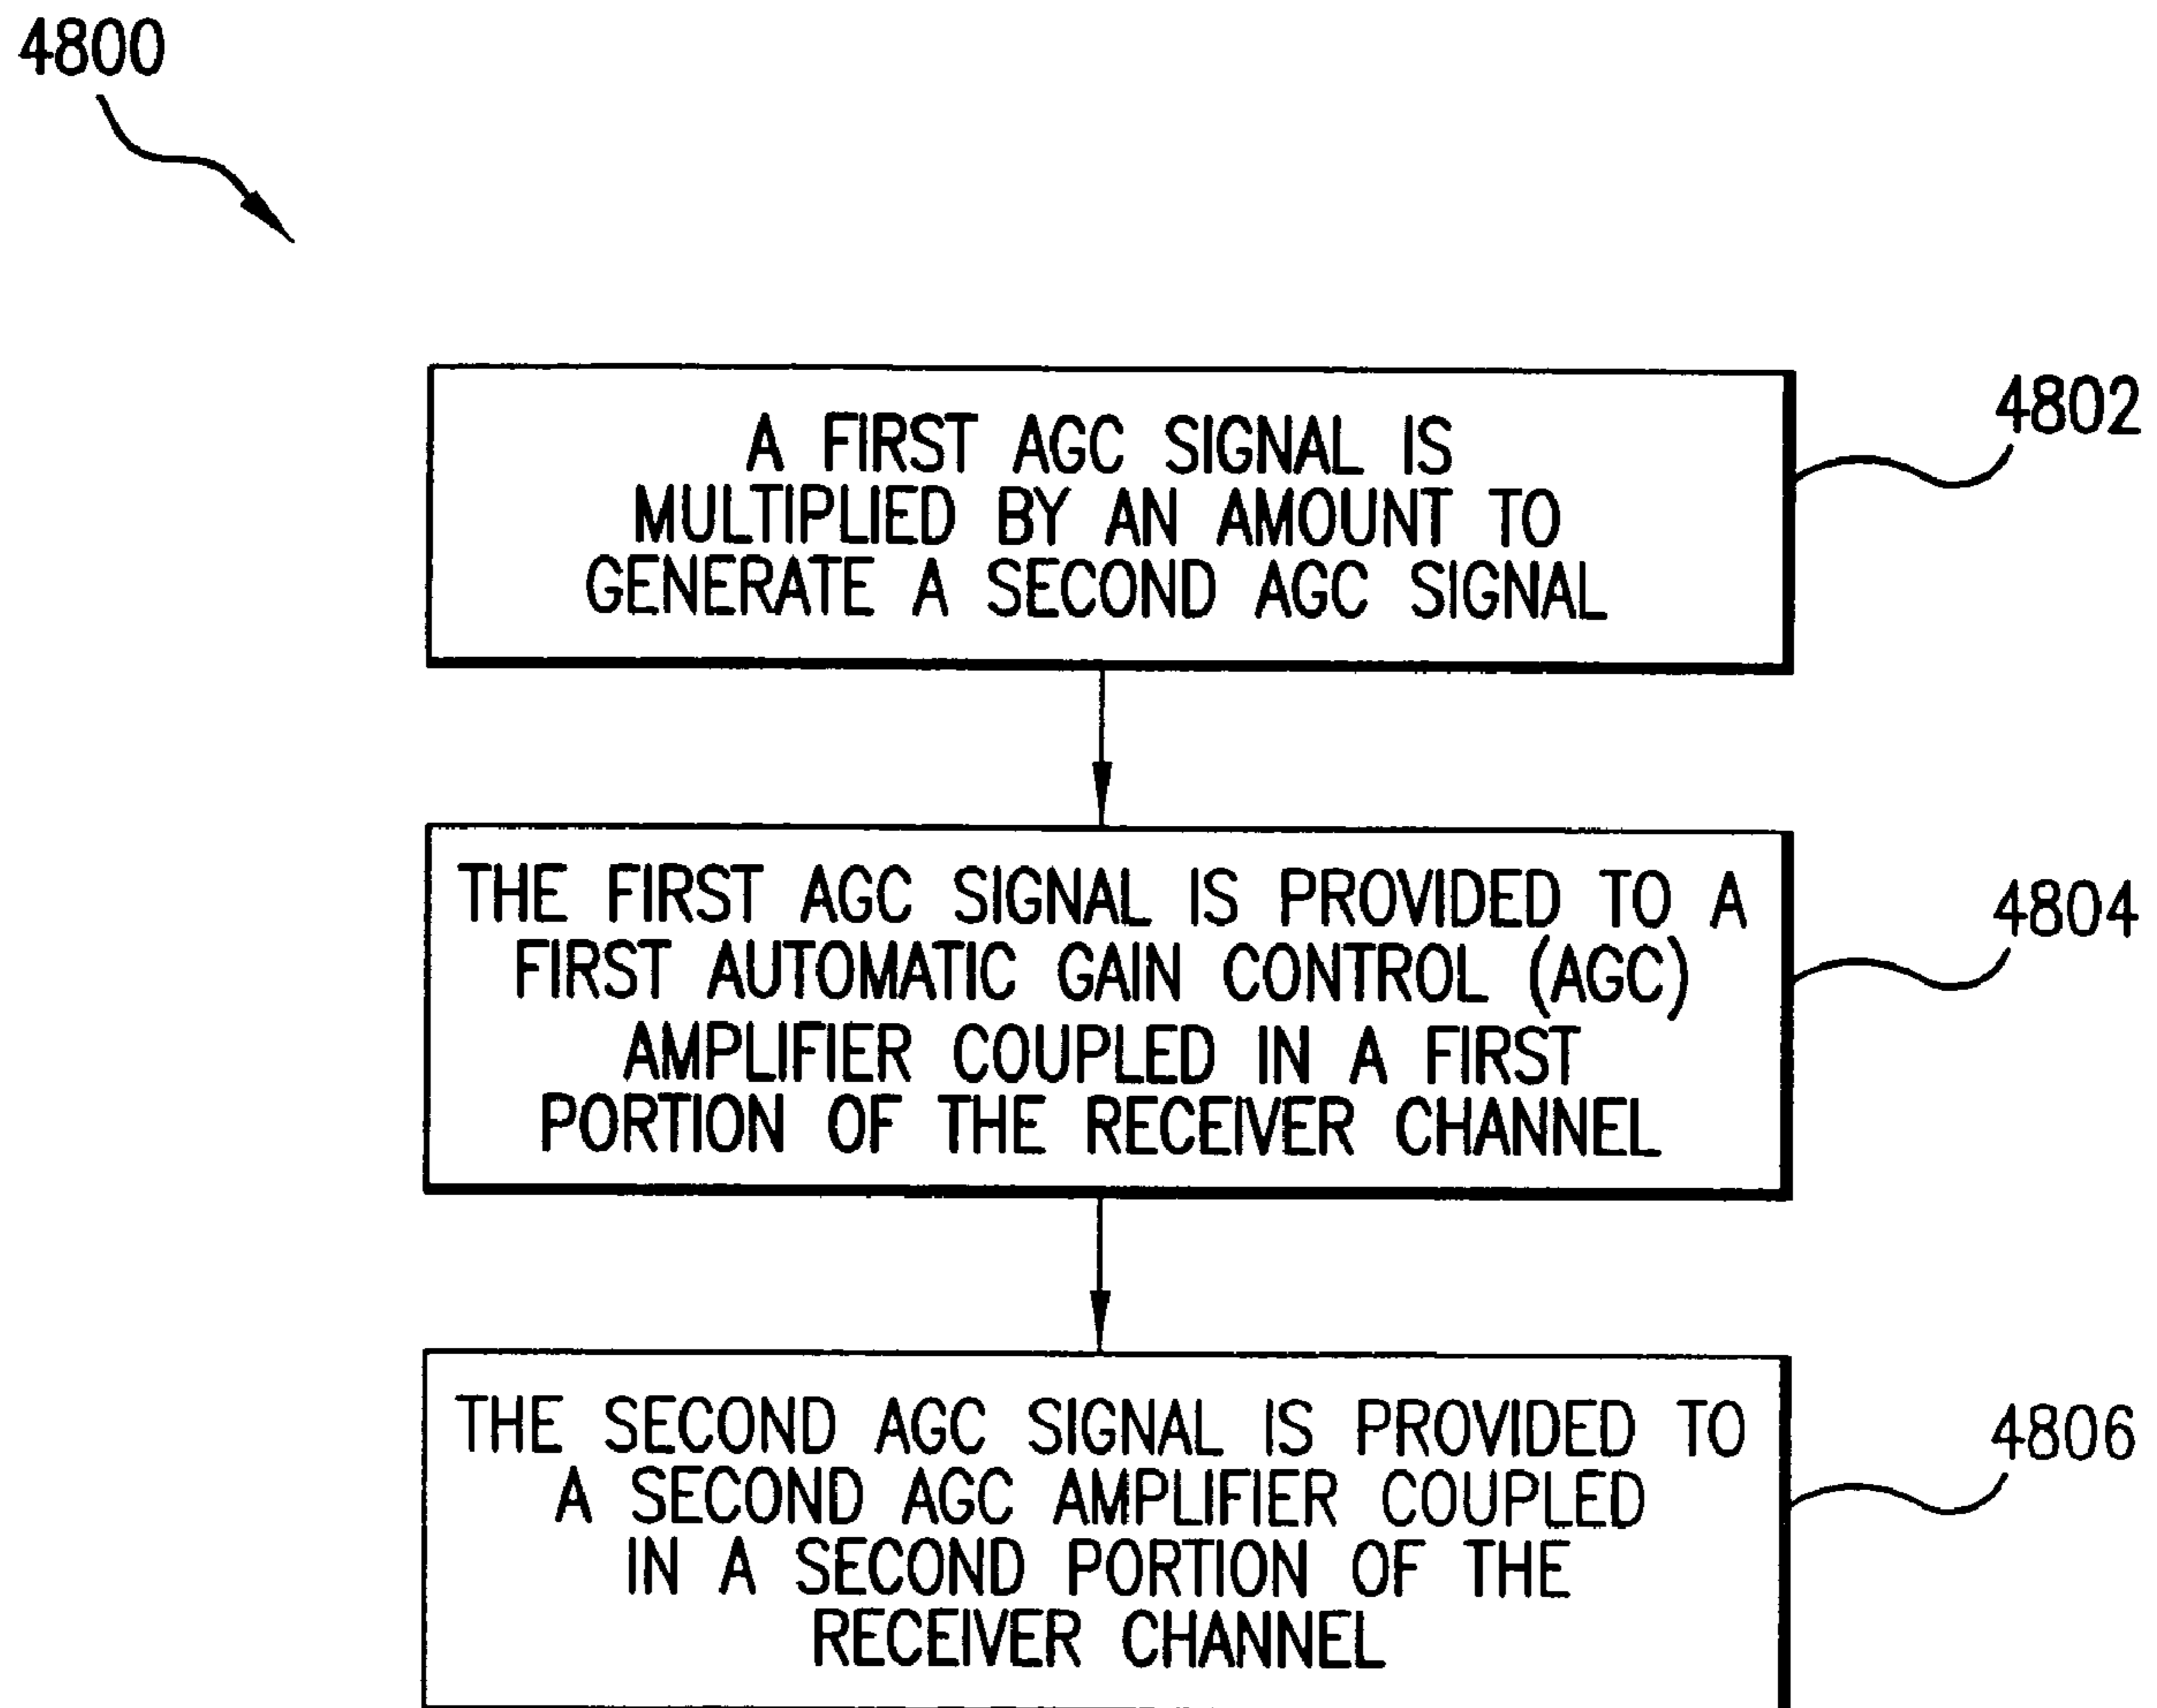 4800
A FIRST AGC SIGNAL IS
MULTIPLIED BY AN AMOUNT TO
GENERATE A SECOND AGC SIGNAL
4802
THE FIRST AGC SIGNAL IS PROVIDED TO A
FIRST AUTOMATIC GAIN CONTROL (AGC)
AMPLIFIER COUPLED IN A FIRST
PORTION OF THE RECEIVER CHANNEL
4804
THE SECOND AGC SIGNAL IS PROVIDED TO
A SECOND AGC AMPLIFIER COUPLED
IN A SECOND PORTION OF THE
RECEIVER CHANNEL
4806